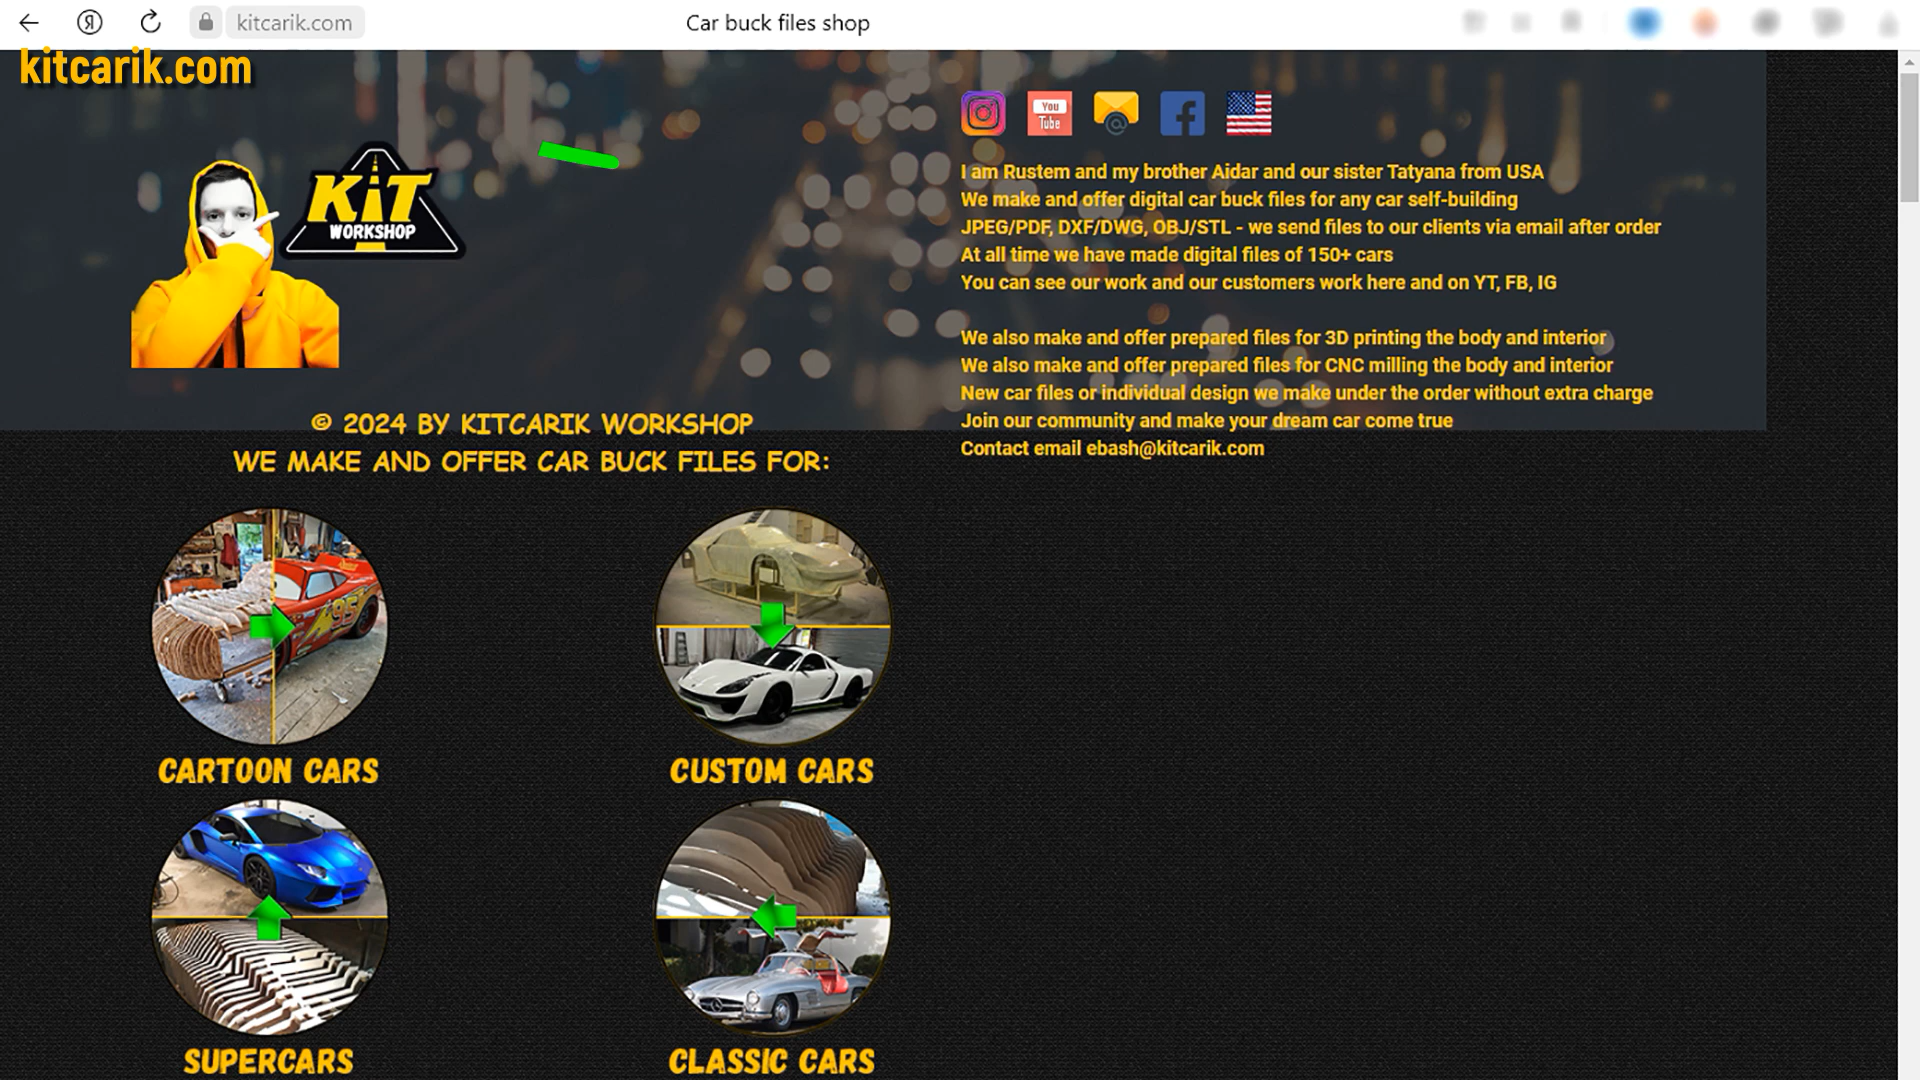 kitcarik.com
Car buck files shop
kitcarik.com
KiT
WORKSHOP
You
Tube
I am Rustem and my brother Aidar and our sister Tatyana from USA
We make and offer digital car buck files for any car self-building
JPEG/PDF, DXF/DWG, OBJ/STL - we send files to our clients via email after order
At all time we have made digital files of 150+ cars
You can see our work and our customers work here and on YT, FB, IG
We also make and offer prepared files for 3D printing the body and interior
We also make and offer prepared files for CNC milling the body and interior
New car files or individual design we make under the order without extra charge
Join our community and make your dream car come true
Contact email ebash@kitcarik.com
© 2024 BY KITCARIK WORKSHOP
WE MAKE AND OFFER CAR BUCK FILES FOR:
95
CARTOON CARS
CUSTOM CARS
SUPERCARS
CLASSIC CARS